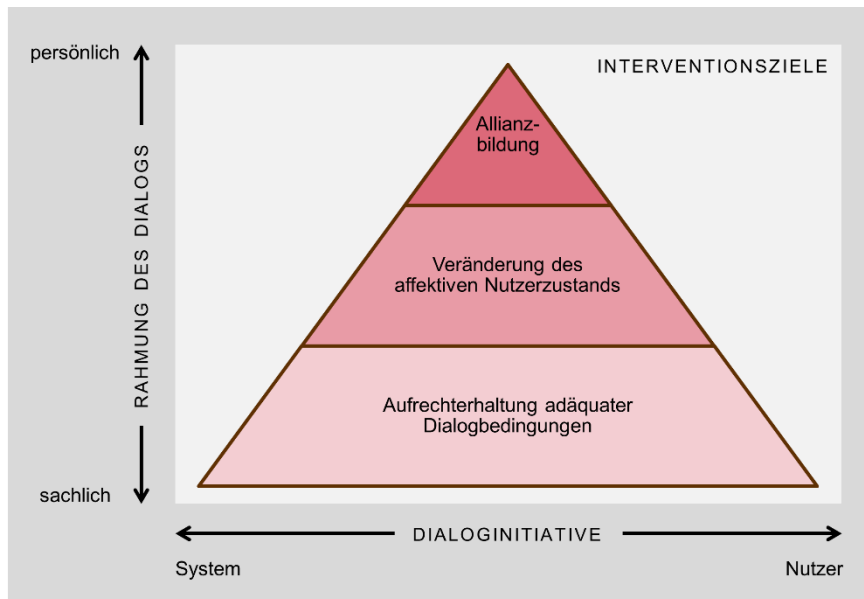 persönlich
INTERVENTIONSZIELE
Allianz-
bildung
RAHMUNG DES DIALOGS
Veränderung des
affektiven Nutzerzustands
Aufrechterhaltung adäquater
Dialogbedingungen
sachlich
DIALOGINITIATIVE
System
Nutzer